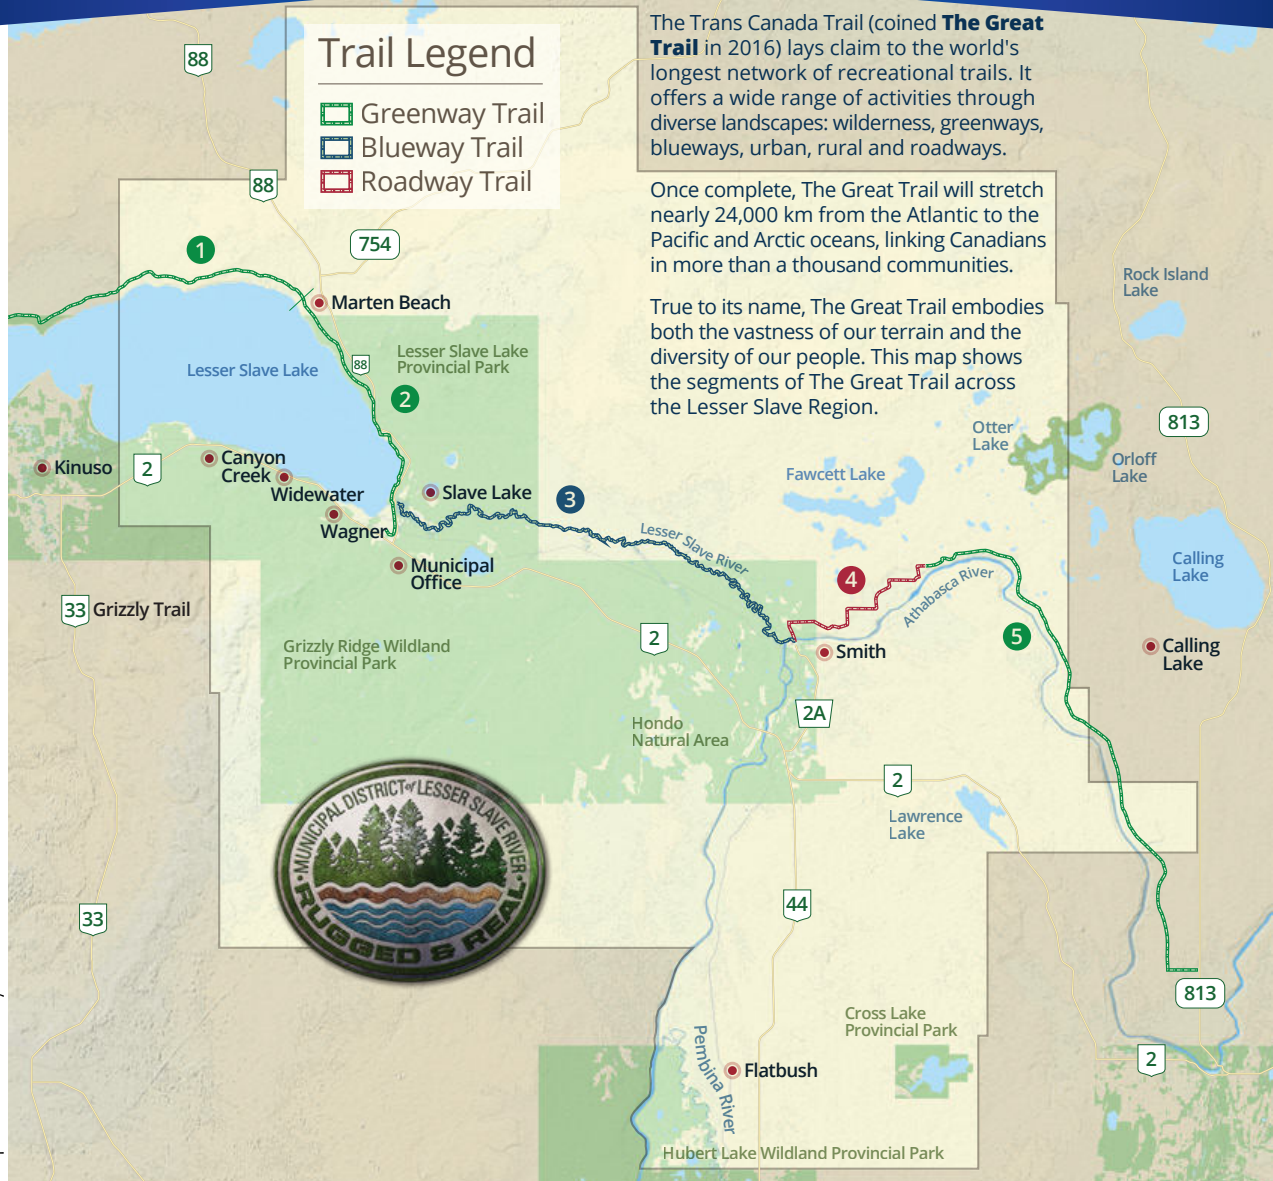 The Trans Canada Trail (coined The Great
Trail in 2016) lays claim to the world's
longest network of recreational trails. It
offers a wide range of activities through
diverse landscapes: wilderness, greenways,
blueways, urban, rural and roadways.
Once complete, The Great Trail will stretch
nearly 24,000 km from the Atlantic to the
Pacific and Arctic oceans, linking Canadians
in more than a thousand communities.
True to its name, The Great Trail embodies
both the vastness of our terrain and the
diversity of our people. This map shows
the segments of The Great Trail across
the Lesser Slave Region.
Trail Legend
Greenway Trail
Blueway Trail
Roadway Trail
88
88
754
1
Marten Beach
Rock Island
Lake
Lesser Slave Lake
88
Lesser Slave Lake
Provincial Park
2
813
Otter
Lake
Orloff
Lake
Kinuso
2
Canyon
Creek
Widewater
Wagner
Slave Lake
3
Fawcett Lake
Lesser Slave River
Municipal
Office
4
Athabasca River
Calling
Lake
33
Grizzly Trail
Grizzly Ridge Wildland
Provincial Park
2
Smith
5
Calling
Lake
2A
Hondo
Natural Area
2
Lawrence
Lake
MUNICIPAL DISTRICT of LESSER SLAVE RIVER
RUGGED & REAL
33
44
813
Cross Lake
Provincial Park
2
Pembina River
Flatbush
Hubert Lake Wildland Provincial Park